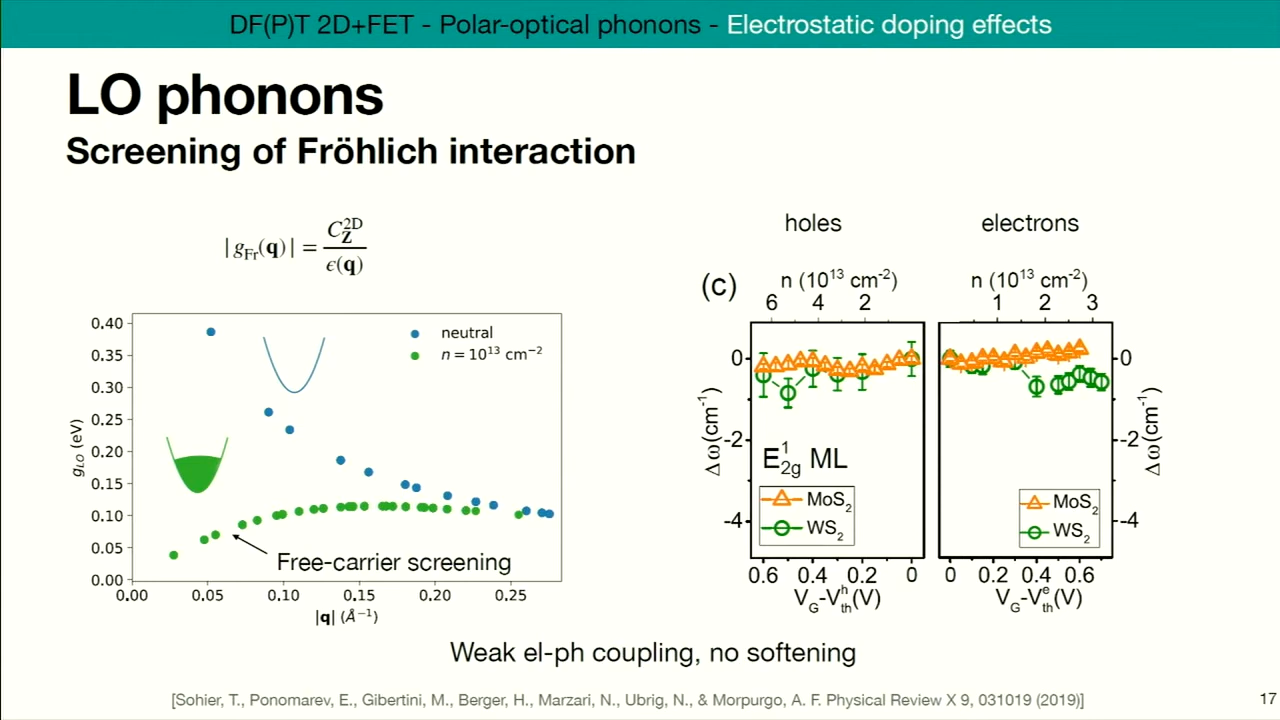 DF(P)T 2D+FET - Polar-optical phonons - Electrostatic doping effects
LO phonons
Screening of Fröhlich interaction
|g_Fr(q)| = C_Z^2D / ϵ(q)
holes
electrons
(c)
n (10^13 cm^-2)
6 4 2
n (10^13 cm^-2)
1 2 3
neutral
n = 10^13 cm^-2
g_LO (eV)
0.40
0.35
0.30
0.25
0.20
0.15
0.10
0.05
0.00
Free-carrier screening
0.00 0.05 0.10 0.15 0.20 0.25
|q| (Å^-1)
Δω(cm^-1)
0
-2
-4
E^1_2g ML
MoS2
WS2
0.6 0.4 0.2 0
V_G-V^h_th(V)
MoS2
WS2
0
-2
-4
Δω(cm^-1)
0 0.2 0.4 0.6
V_G-V^e_th(V)
Weak el-ph coupling, no softening
[Sohier, T., Ponomarev, E., Gibertini, M., Berger, H., Marzari, N., Ubrig, N., & Morpurgo, A. F. Physical Review X 9, 031019 (2019)]
17